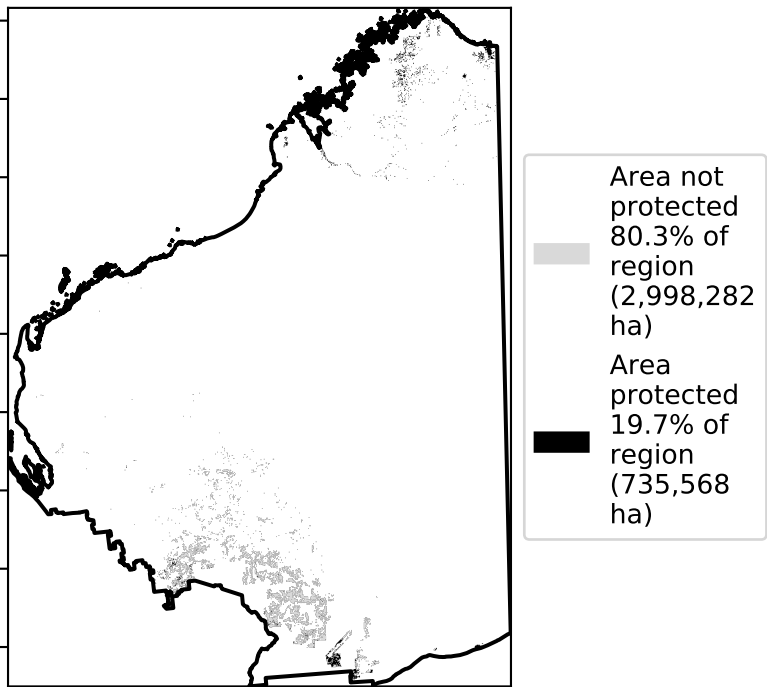 Area not
protected
80.3% of
region
(2,998,282
ha)
Area
protected
19.7% of
region
(735,568
ha)